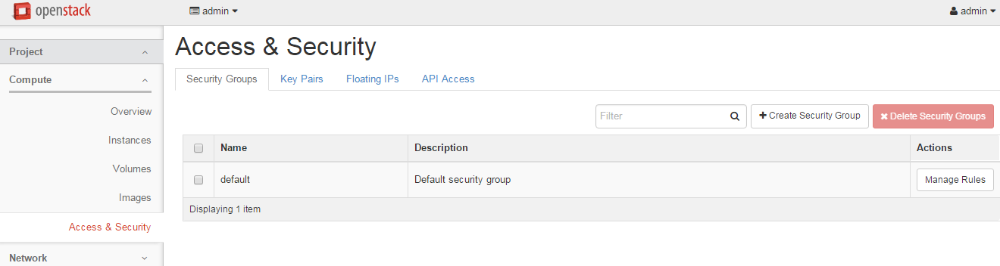 openstack admin admin
Project
Compute
Overview
Instances
Volumes
Images
Access & Security
Network
Access & Security
Security Groups Key Pairs Floating IPs API Access
Filter + Create Security Group × Delete Security Groups
Name Description Actions
default Default security group Manage Rules
Displaying 1 item